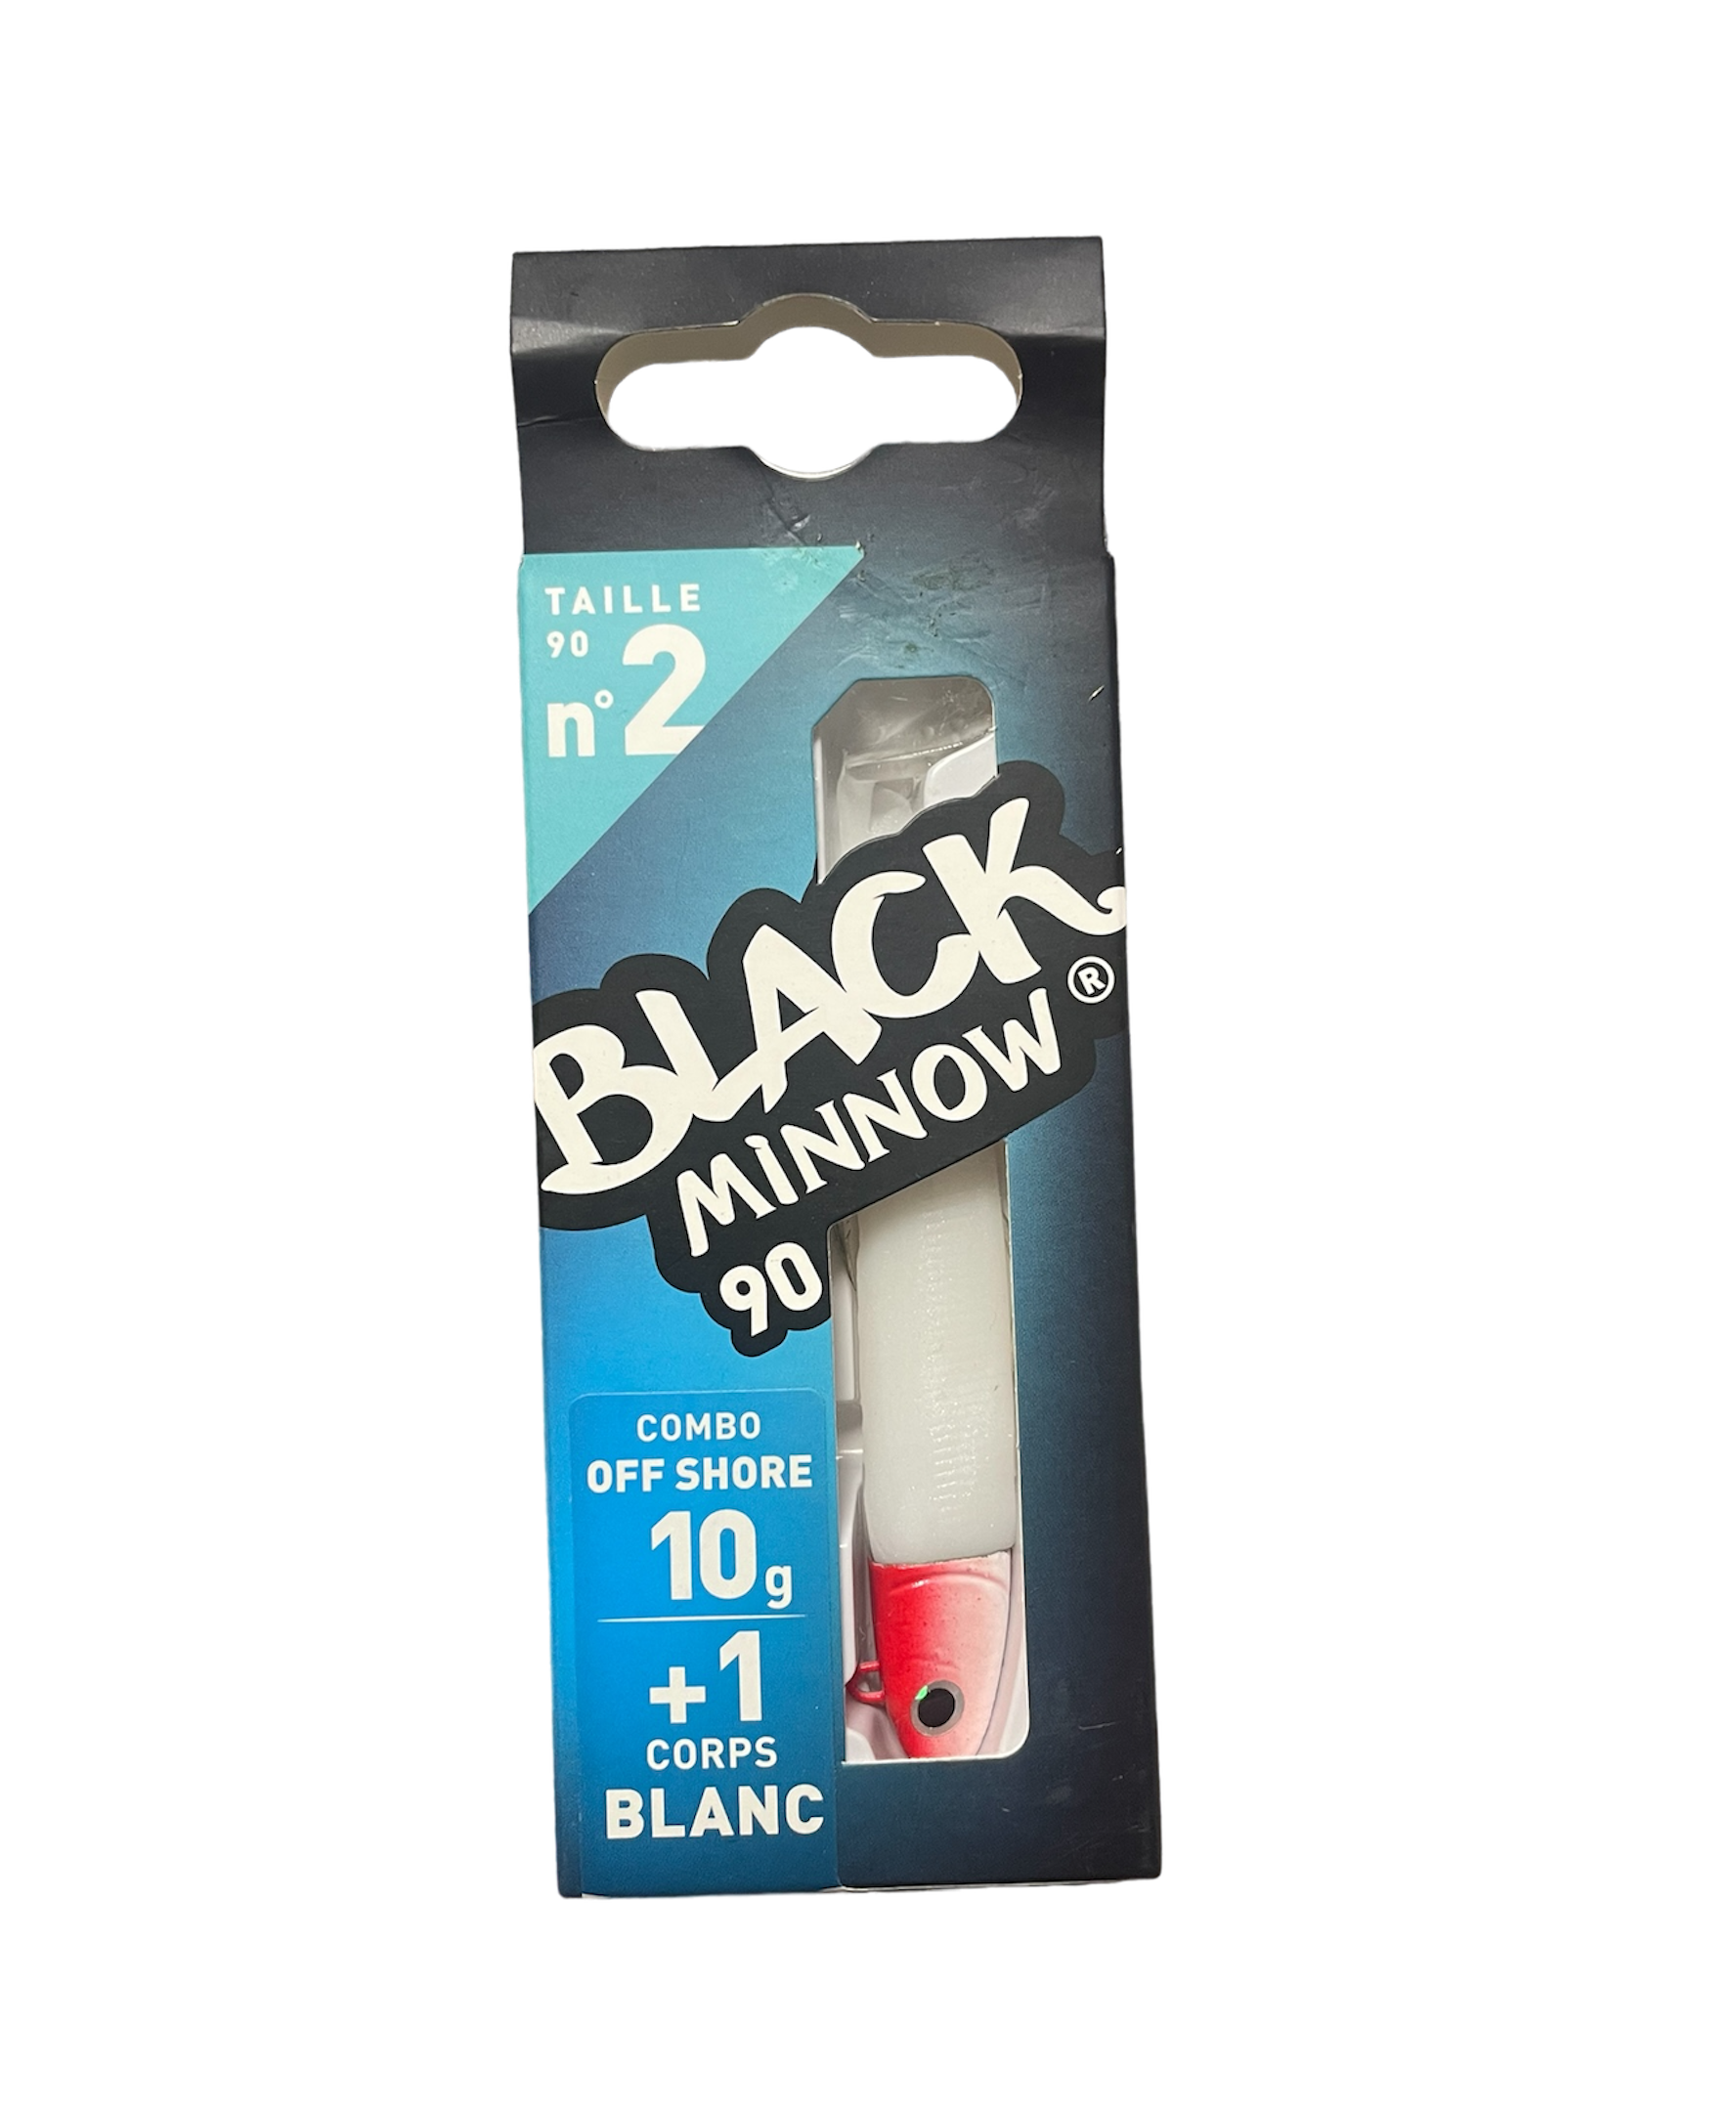 TAILLE
90
n°2
BLACK
MINNOW®
90
COMBO
OFF SHORE
10g
+1
CORPS
BLANC